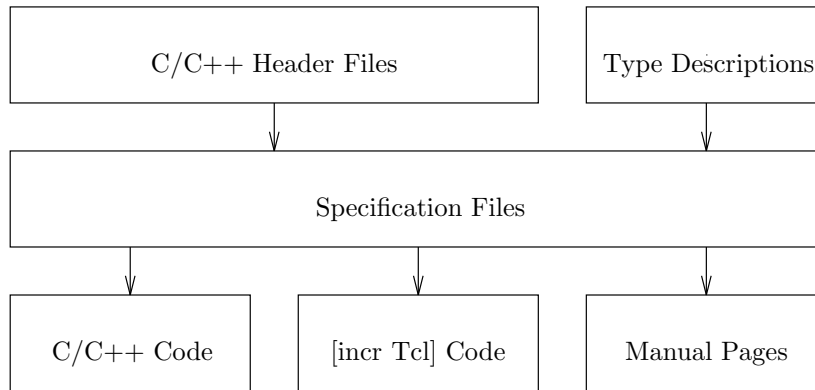 C/C++ Header Files
Type Descriptions
Specification Files
C/C++ Code
[incr Tcl] Code
Manual Pages